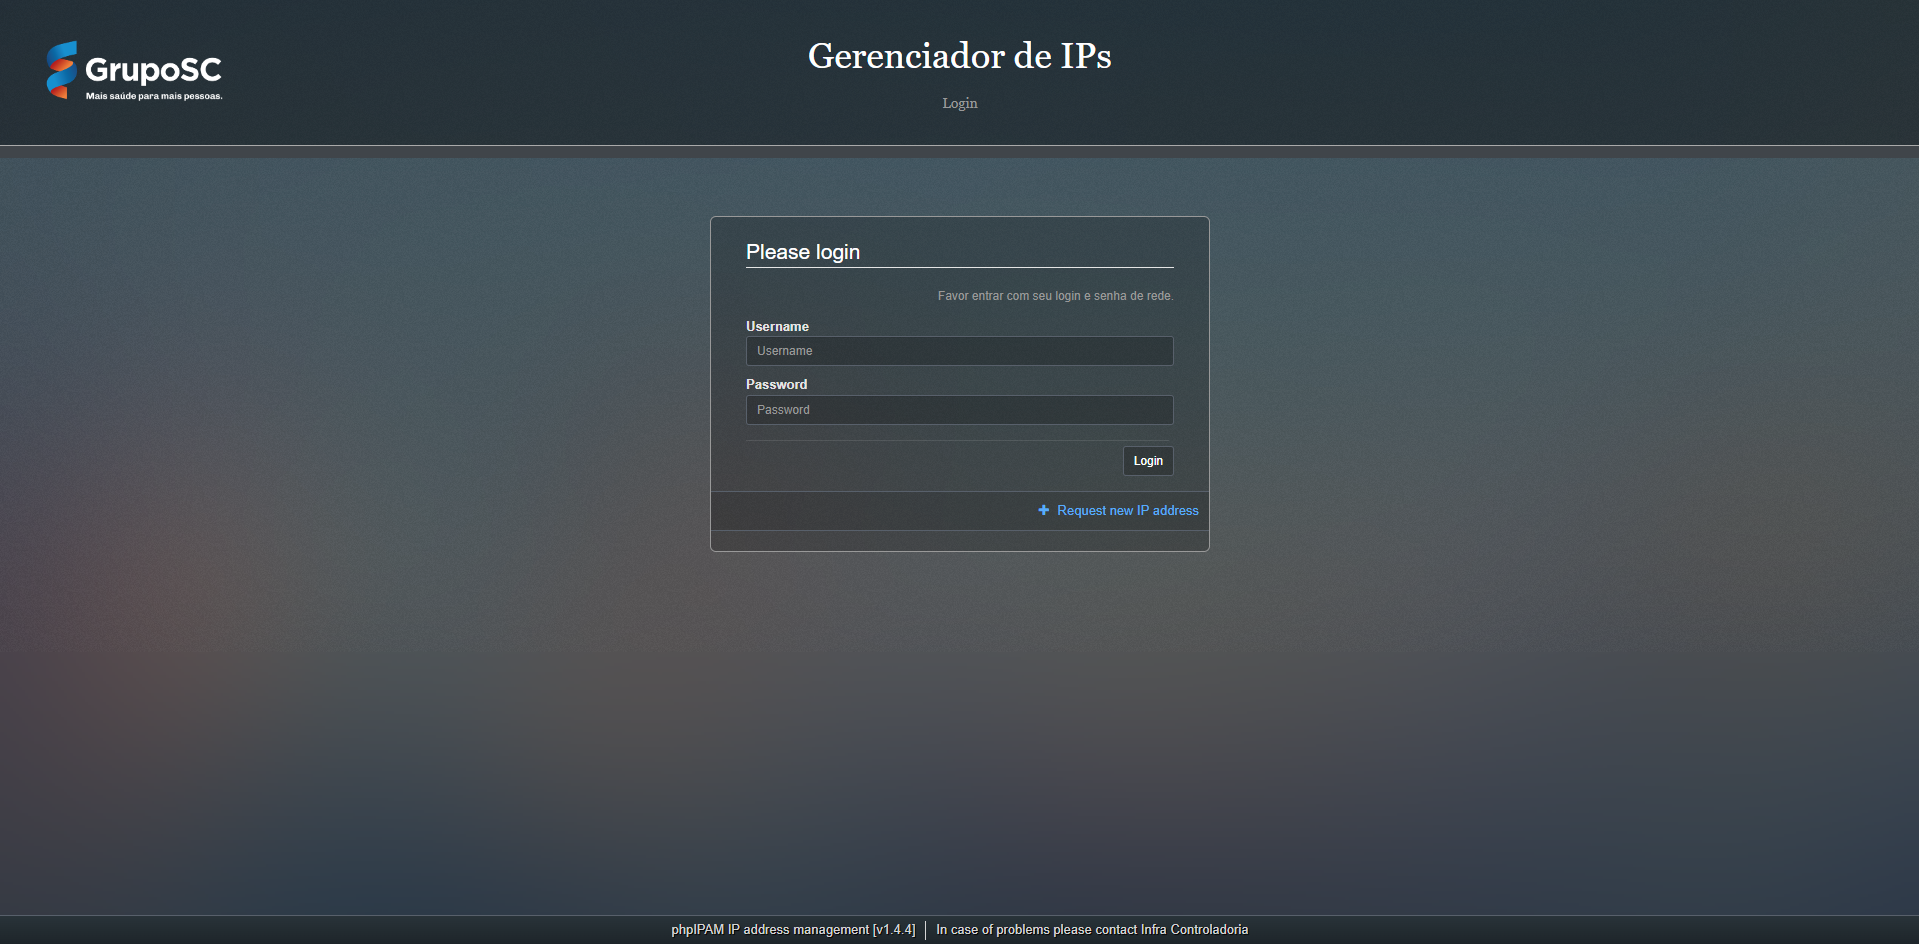 GrupoSC
Mais saúde para mais pessoas.
Gerenciador de IPs
Login
Please login
Favor entrar com seu login e senha de rede.
Username
Username
Password
Password
Login
Request new IP address
phpIPAM IP address management [v1.4.4] In case of problems please contact Infra Controladoria